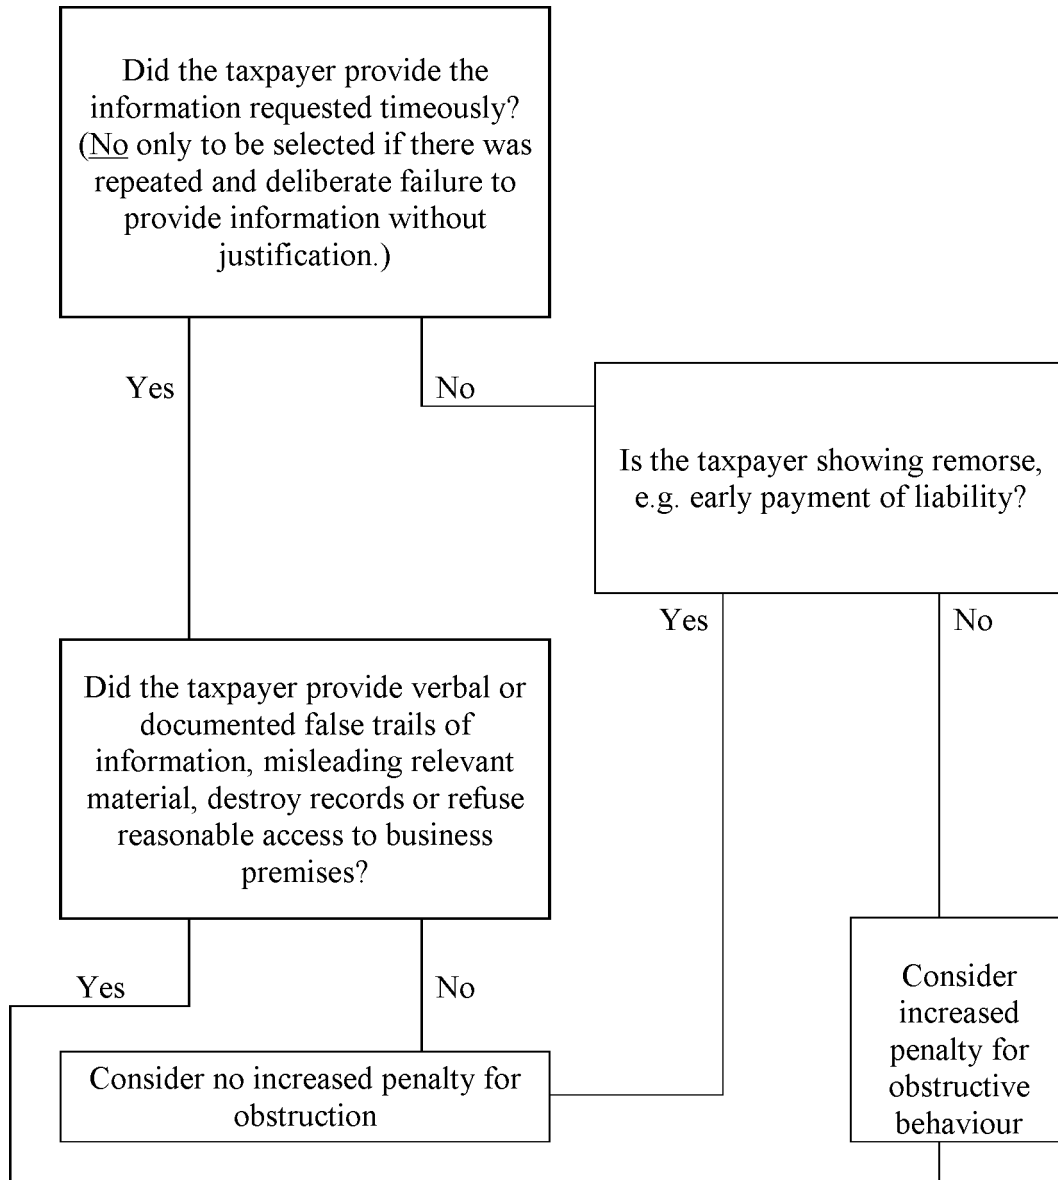 Did the taxpayer provide the
information requested timeously?
(No only to be selected if there was
repeated and deliberate failure to
provide information without
justification.)
Yes
No
Is the taxpayer showing remorse,
e.g. early payment of liability?
Yes
No
Did the taxpayer provide verbal or
documented false trails of
information, misleading relevant
material, destroy records or refuse
reasonable access to business
premises?
Yes
No
Consider no increased penalty for
obstruction
Consider
increased
penalty for
obstructive
behaviour